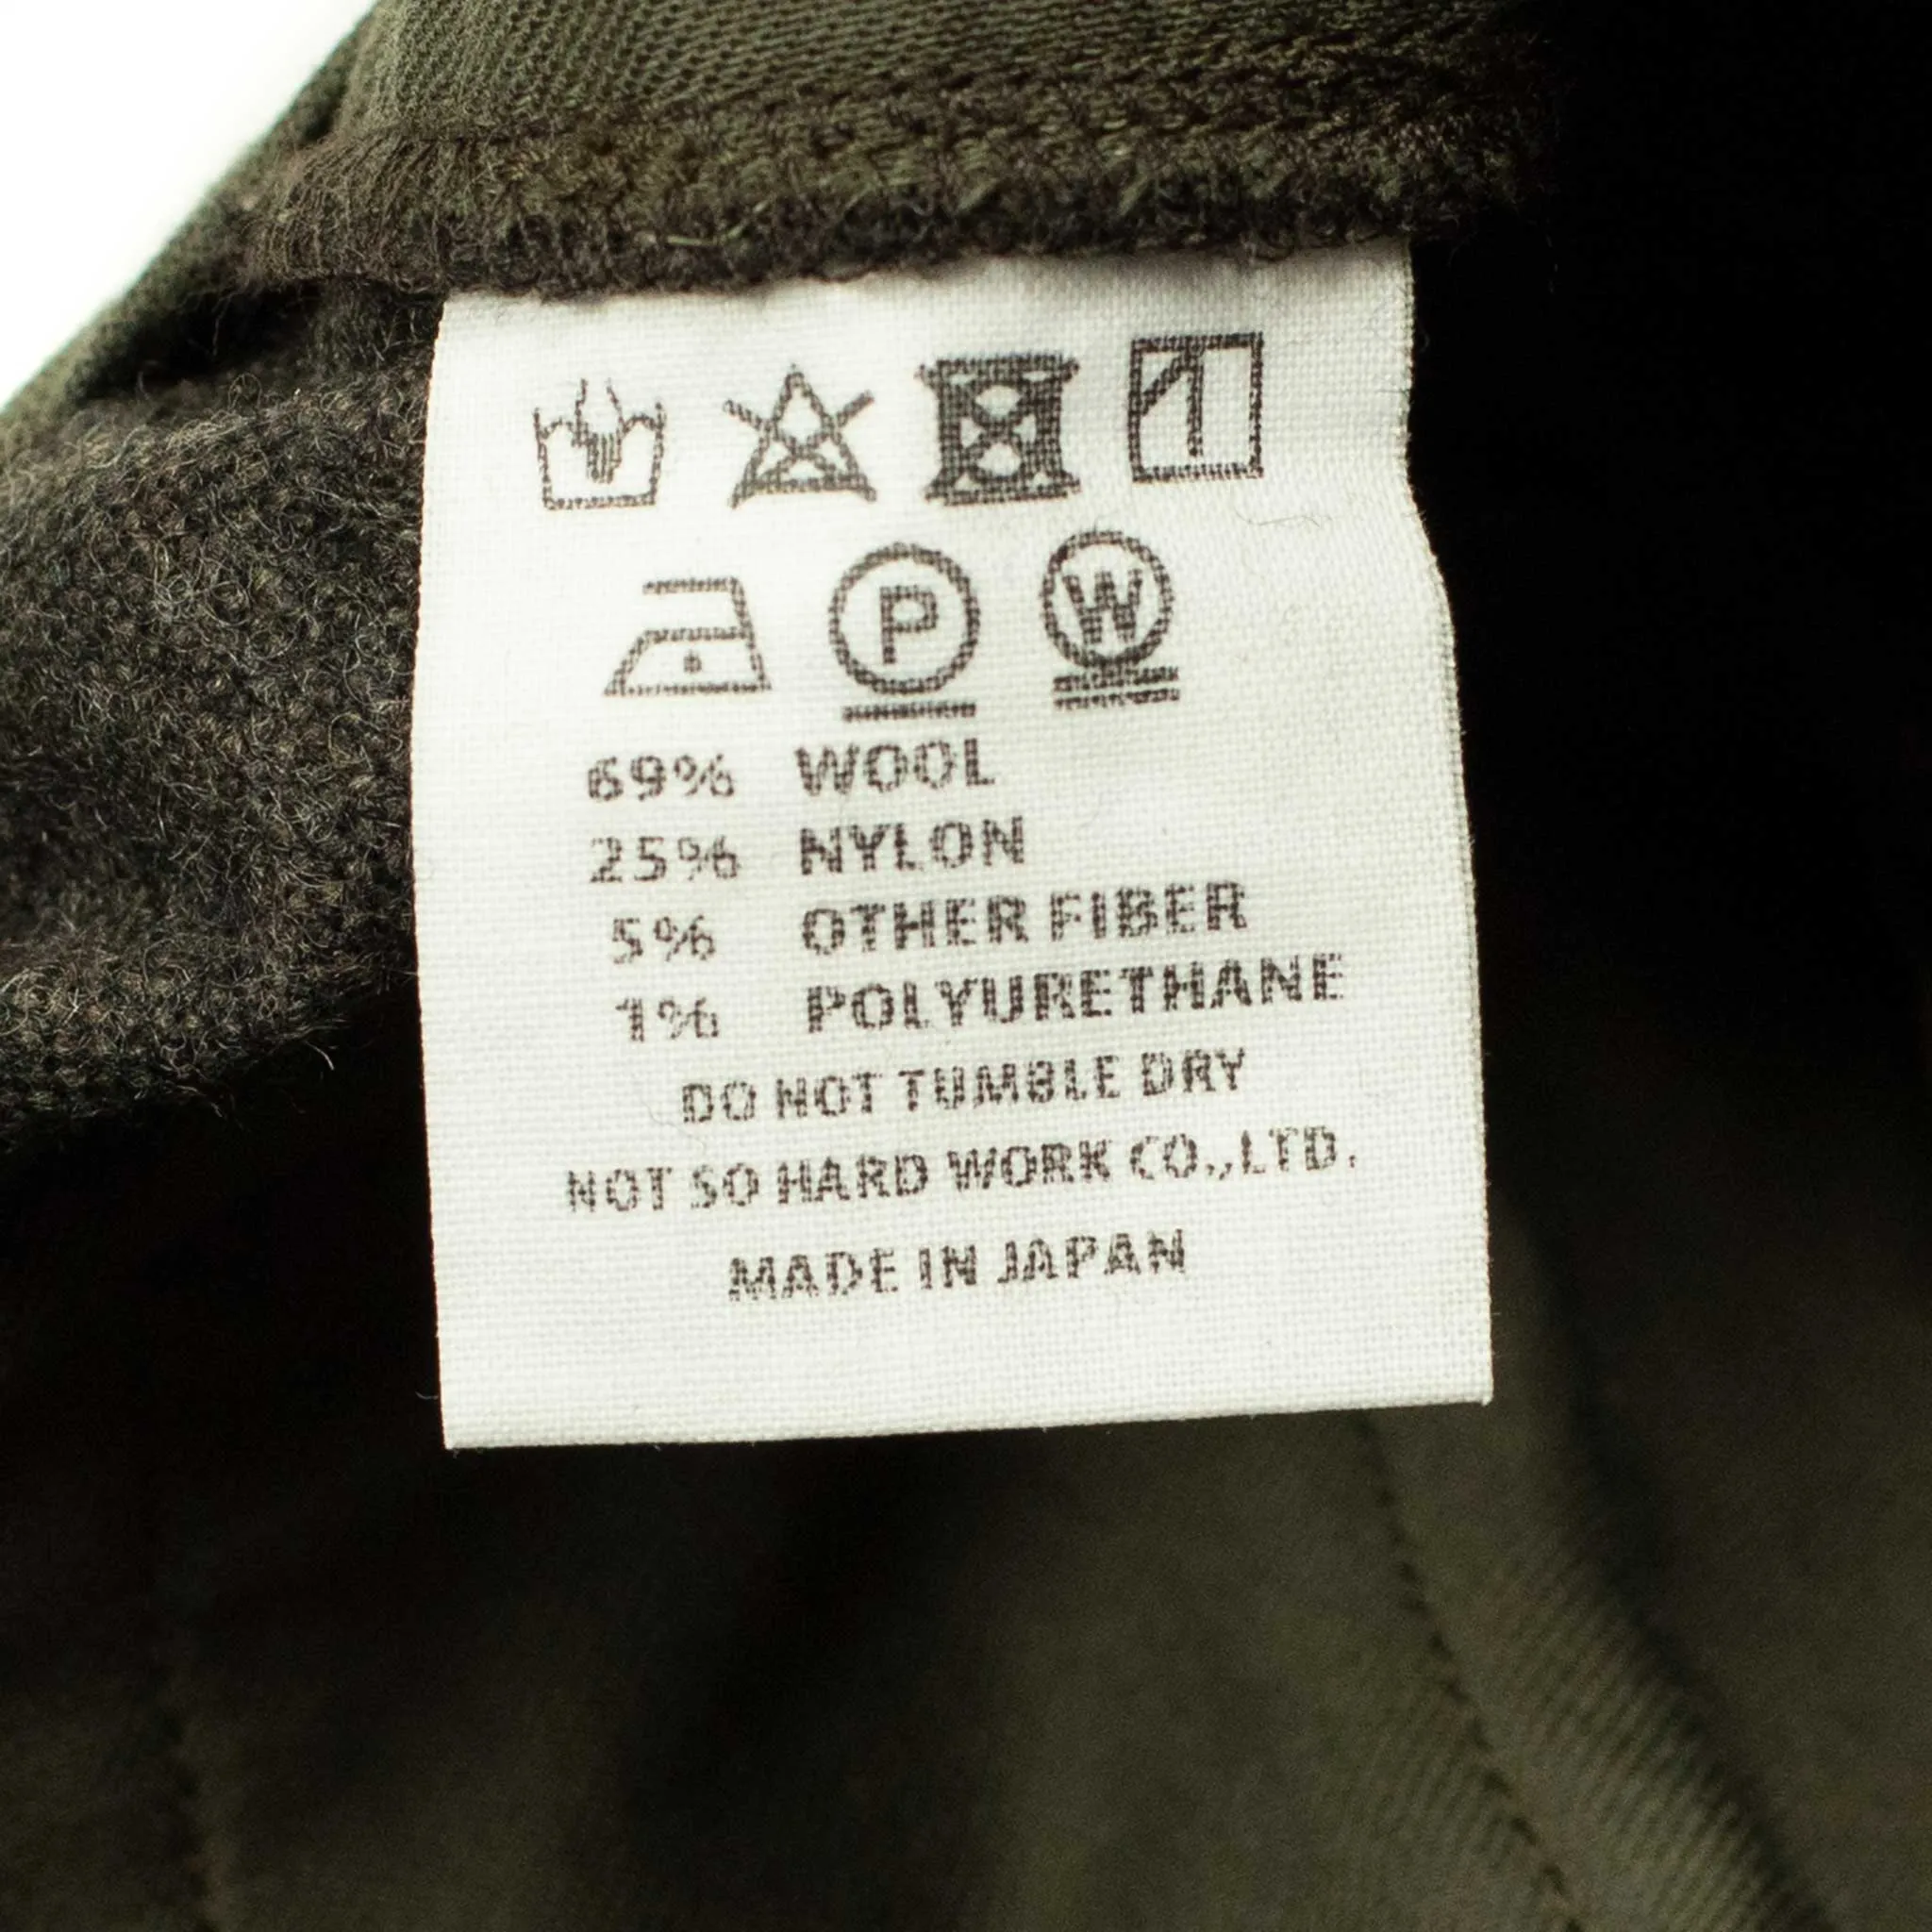 P W
69% WOOL
25% NYLON
5% OTHER FIBER
1% POLYURETHANE
DO NOT TUMBLE DRY
NOT SO HARD WORK CO.,LTD.
MADE IN JAPAN